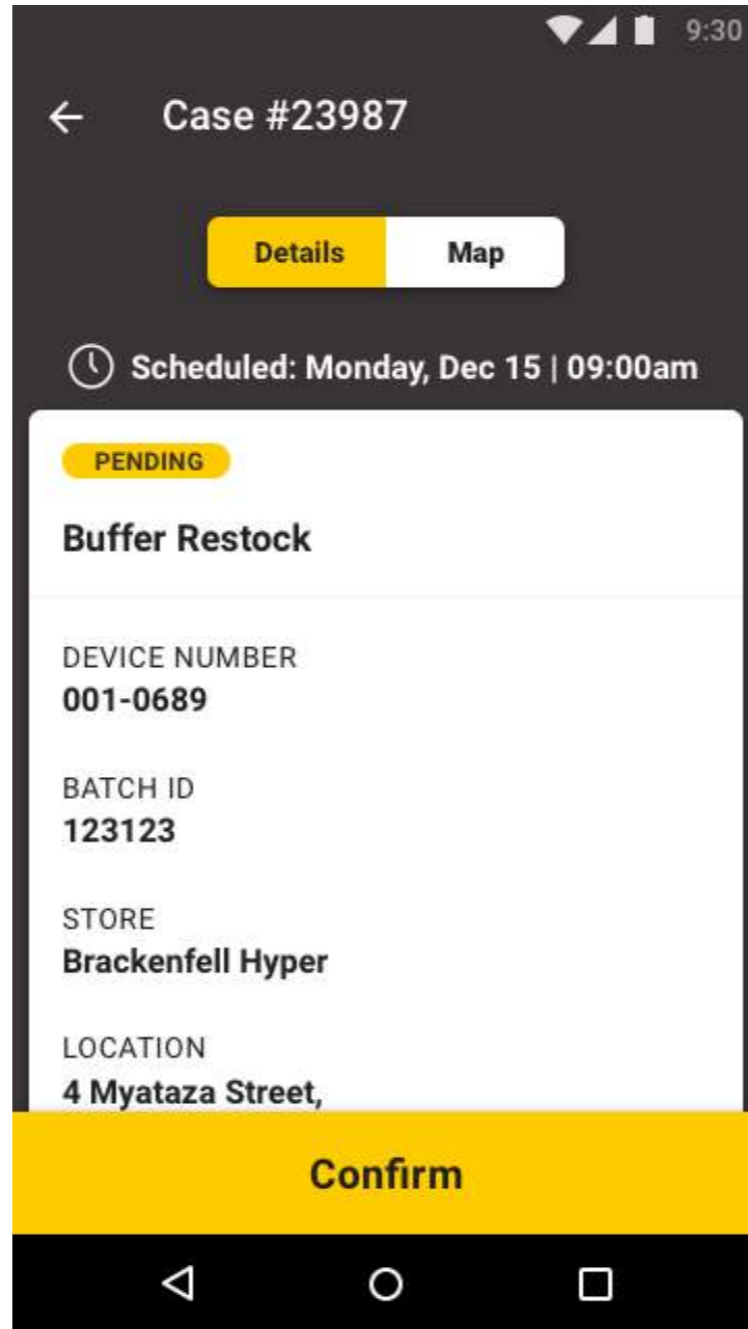 9:30
Case #23987
Details Map
Scheduled: Monday, Dec 15 | 09:00am
PENDING
Buffer Restock
DEVICE NUMBER
001-0689
BATCH ID
123123
STORE
Brackenfell Hyper
LOCATION
4 Myataza Street,
Confirm